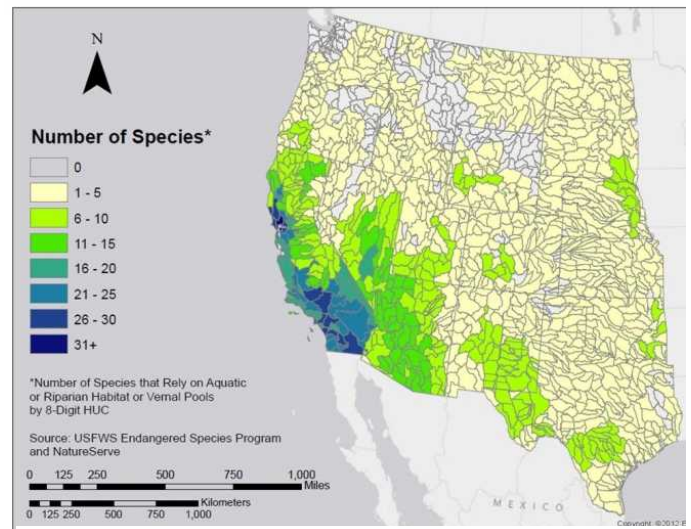 N
Number of Species*
0
1 - 5
6 - 10
11 - 15
16 - 20
21 - 25
26 - 30
31+
*Number of Species that Rely on Aquatic
or Riparian Habitat or Vernal Pools
by 8-Digit HUC
Source: USFWS Endangered Species Program
and NatureServe
0 125 250 500 750 1,000
Miles
Kilometers
0 125 250 500 750 1,000
MEXICO
Copyright: ©2012 E